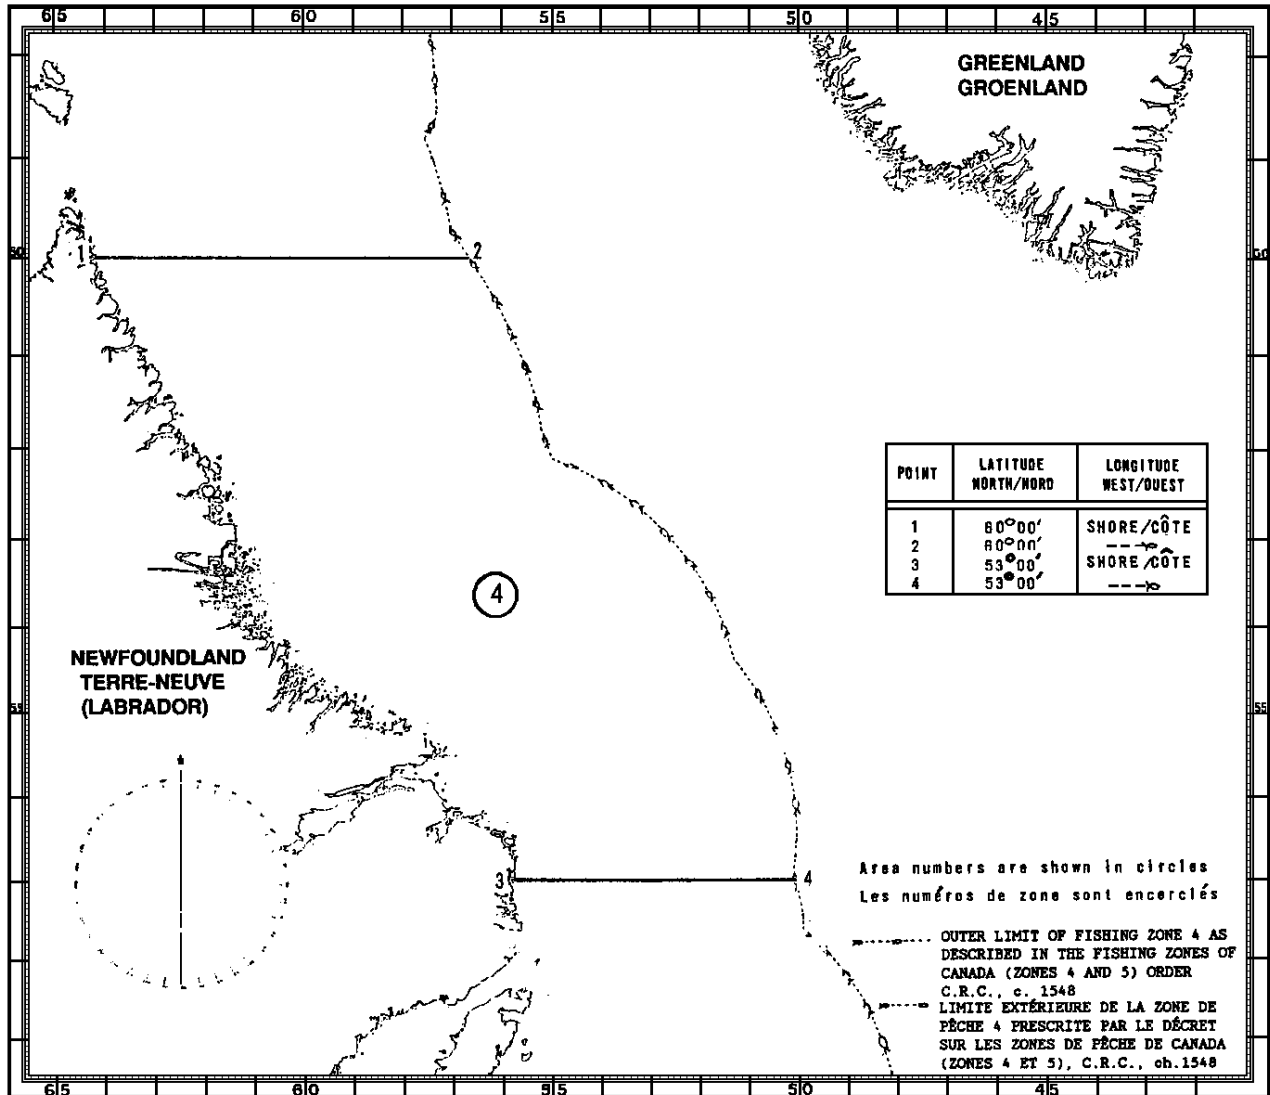 65 60 55 50 45
GREENLAND
GROENLAND
1 2
60 60
POINT LATITUDE NORTH/NORD LONGITUDE WEST/OUEST
1 60°00′ SHORE/CÔTE
2 60°00′
3 53°00′ SHORE/CÔTE
4 53°00′
4
NEWFOUNDLAND
TERRE-NEUVE
(LABRADOR)
55 55
3 4
Area numbers are shown in circles
Les numéros de zone sont encerclés
OUTER LIMIT OF FISHING ZONE 4 AS
DESCRIBED IN THE FISHING ZONES OF
CANADA (ZONES 4 AND 5) ORDER
C.R.C., c. 1548
LIMITE EXTÉRIEURE DE LA ZONE DE
PÊCHE 4 PRESCRITE PAR LE DÉCRET
SUR LES ZONES DE PÊCHE DE CANADA
(ZONES 4 ET 5), C.R.C., ch.1548
65 60 55 50 45